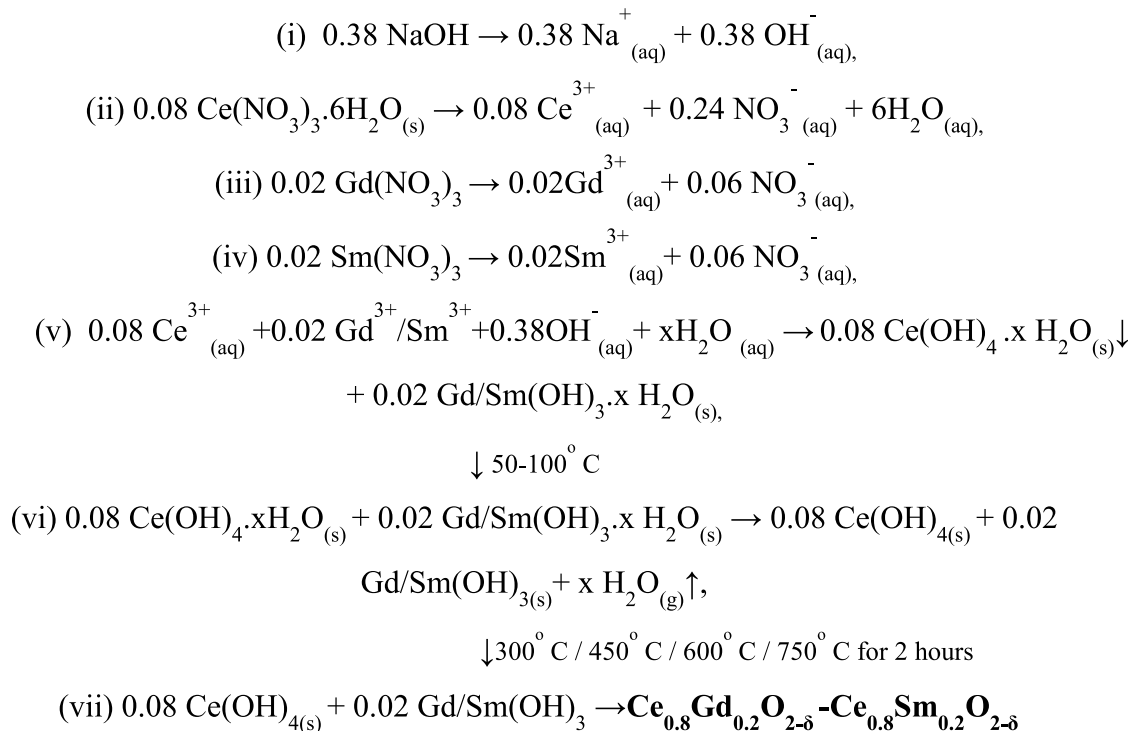 (i) 0.38 NaOH → 0.38 Na⁺(aq) + 0.38 OH⁻(aq),
(ii) 0.08 Ce(NO₃)₃.6H₂O(s) → 0.08 Ce³⁺(aq) + 0.24 NO₃⁻(aq) + 6H₂O(aq),
(iii) 0.02 Gd(NO₃)₃ → 0.02Gd³⁺(aq) + 0.06 NO₃⁻(aq),
(iv) 0.02 Sm(NO₃)₃ → 0.02Sm³⁺(aq) + 0.06 NO₃⁻(aq),
(v) 0.08 Ce³⁺(aq) +0.02 Gd³⁺/Sm³⁺+0.38OH⁻(aq)+ xH₂O (aq) → 0.08 Ce(OH)₄ .x H₂O(s)↓
+ 0.02 Gd/Sm(OH)₃.x H₂O(s),
↓ 50-100° C
(vi) 0.08 Ce(OH)₄.xH₂O(s) + 0.02 Gd/Sm(OH)₃.x H₂O(s) → 0.08 Ce(OH)₄(s) + 0.02
Gd/Sm(OH)₃(s)+ x H₂O(g)↑,
↓300° C / 450° C / 600° C / 750° C for 2 hours
(vii) 0.08 Ce(OH)₄(s) + 0.02 Gd/Sm(OH)₃ →Ce₀.₈Gd₀.₂O₂₋δ-Ce₀.₈Sm₀.₂O₂₋δ